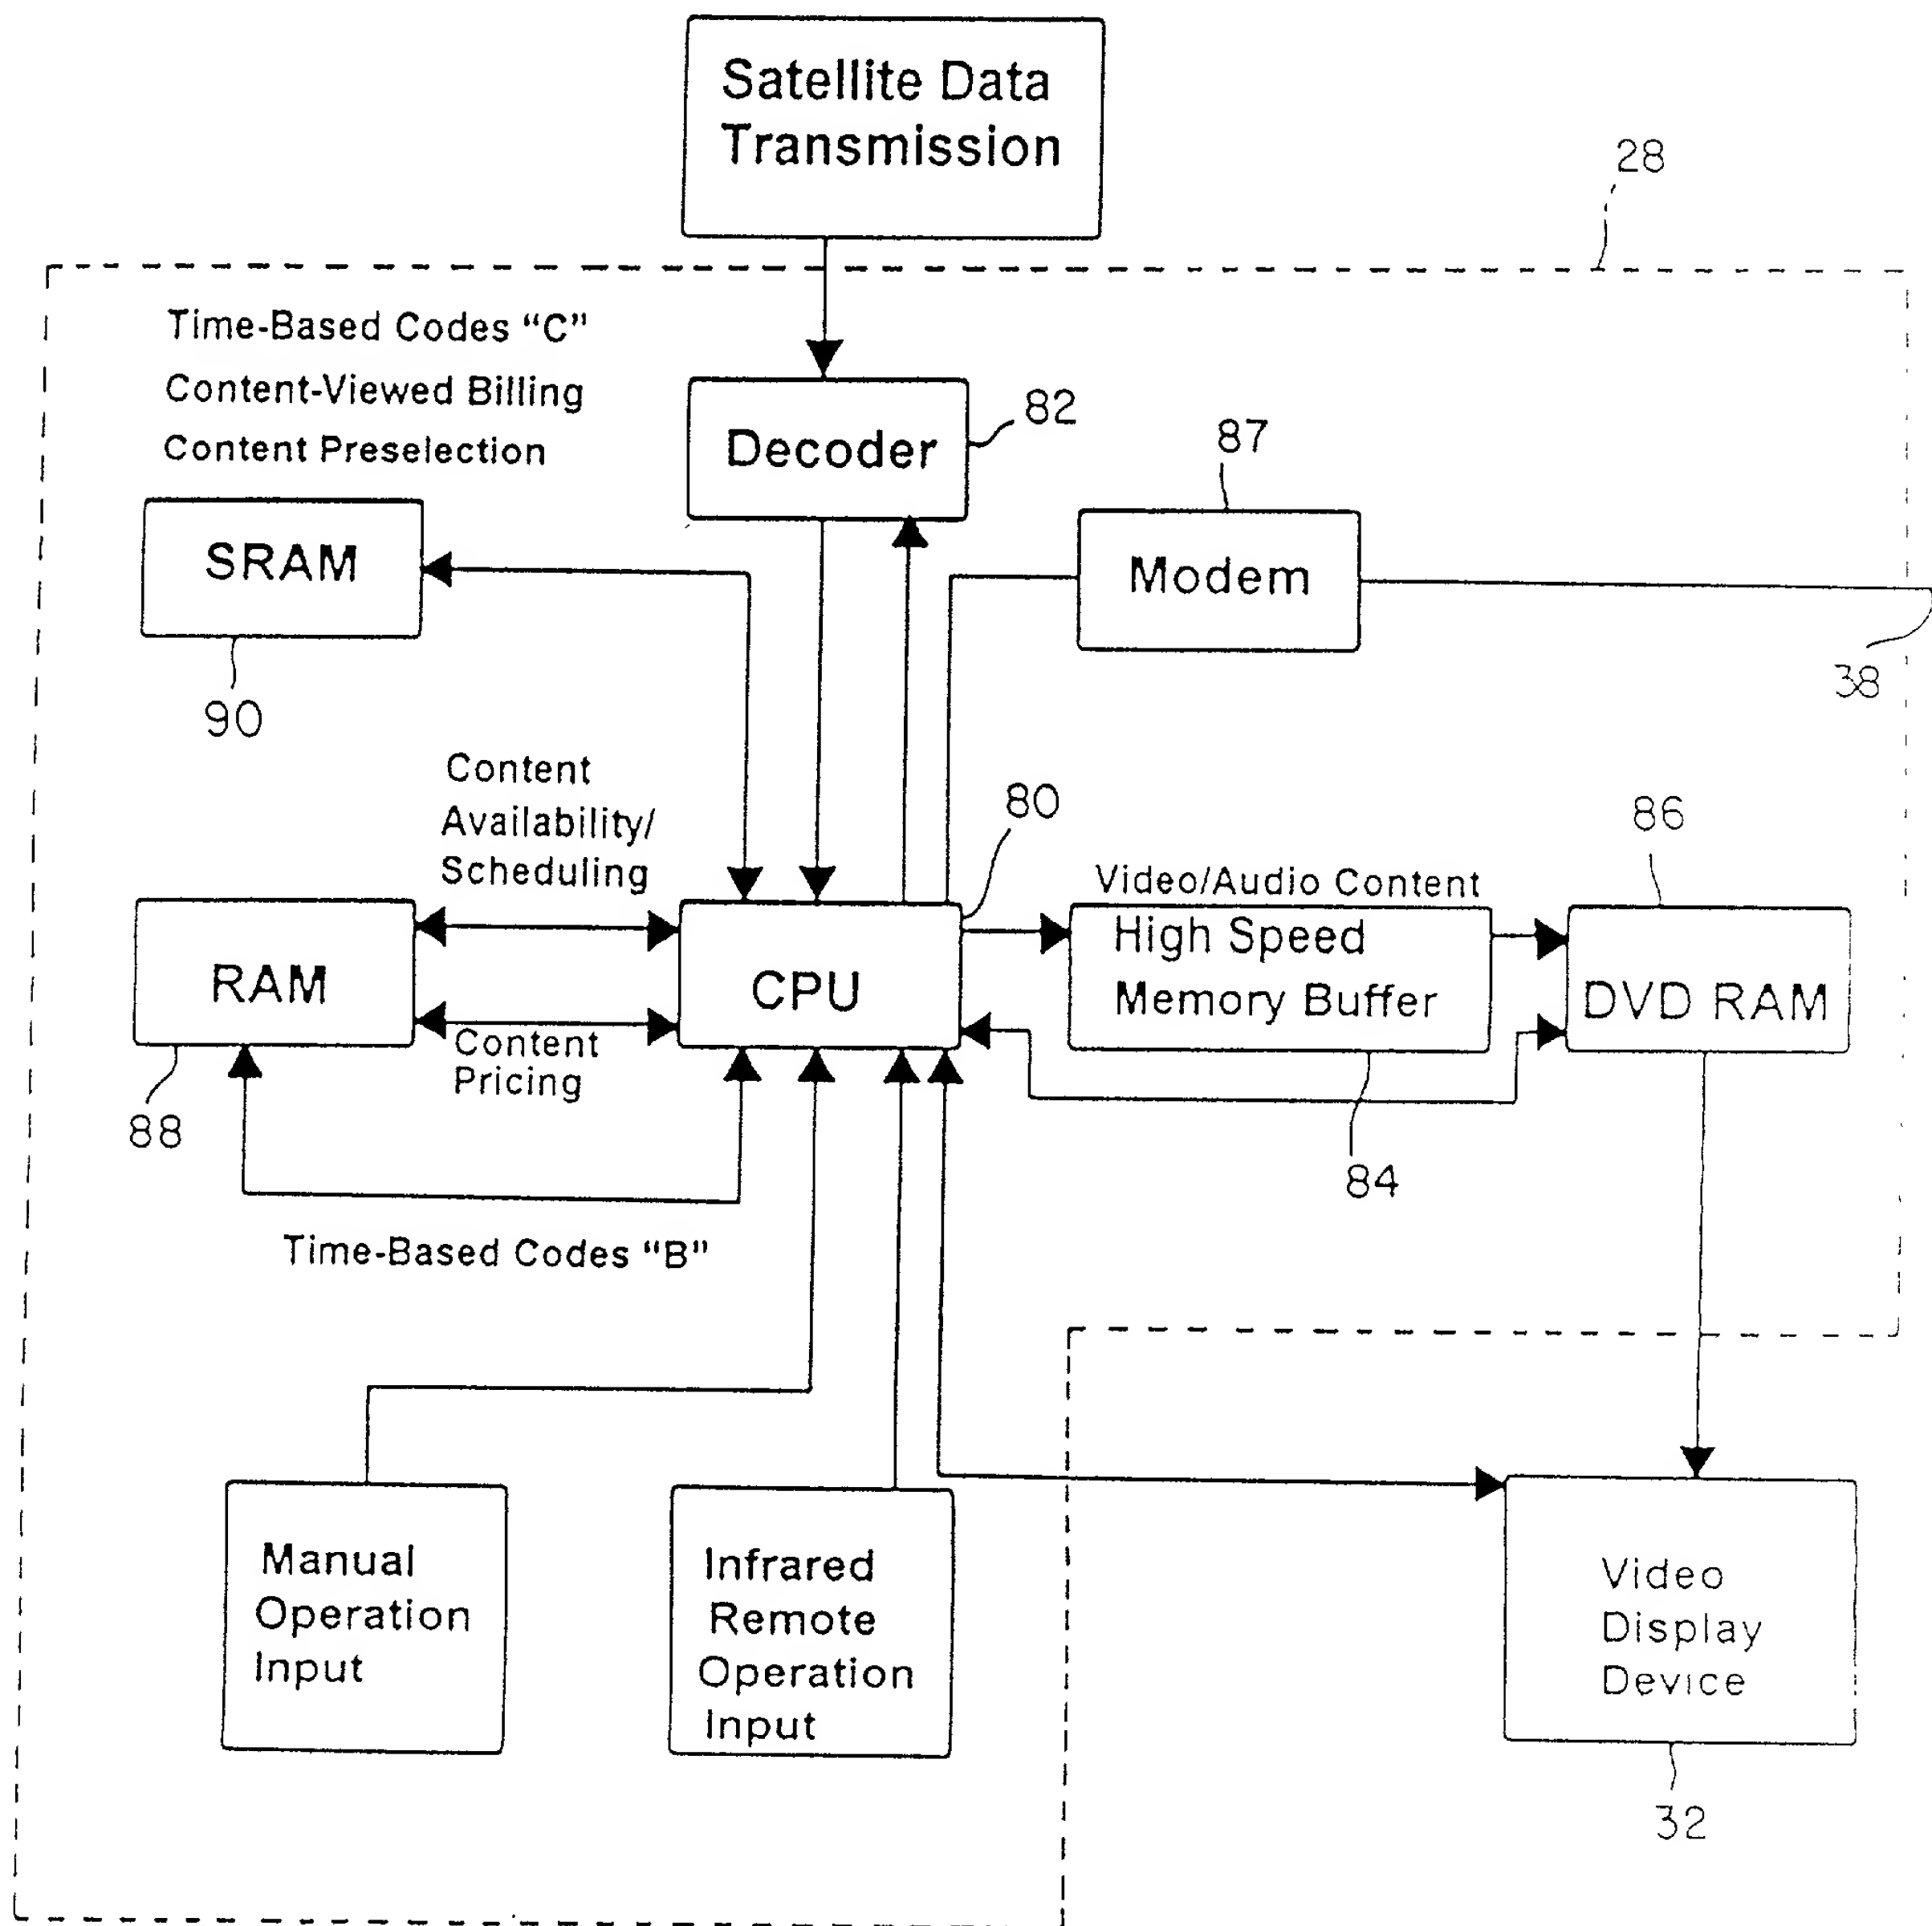 Satellite Data
Transmission
28
Time-Based Codes “C”
Content-Viewed Billing
Content Preselection
Decoder
82
87
SRAM
Modem
90
38
Content
Availability/
Scheduling
80
86
Video/Audio Content
RAM
CPU
High Speed
Memory Buffer
DVD RAM
Content
Pricing
88
84
Time-Based Codes “B”
Manual
Operation
Input
Infrared
Remote
Operation
Input
Video
Display
Device
32